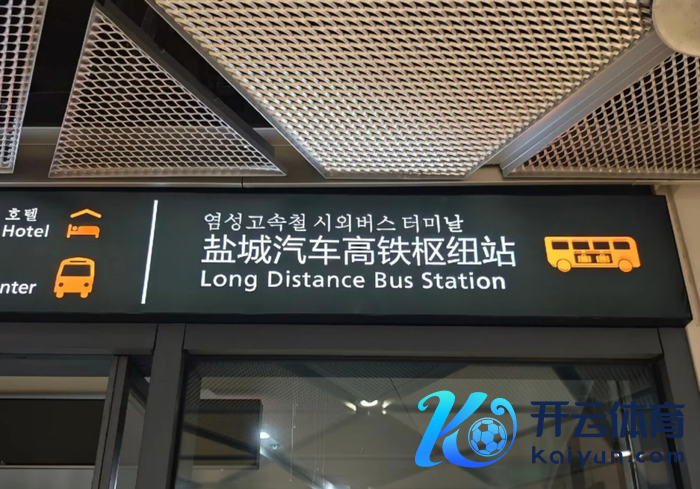 호텔
Hotel
nter
염성고속철 시외버스 터미날
盐城汽车高铁枢纽站
Long Distance Bus Station
开云体育
Kaiyun.com